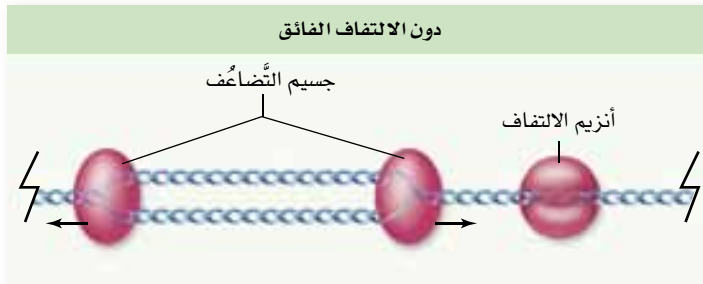 دون الالتفاف الفائق
جسيم التَّضاعُف
أنزيم الالتفاف